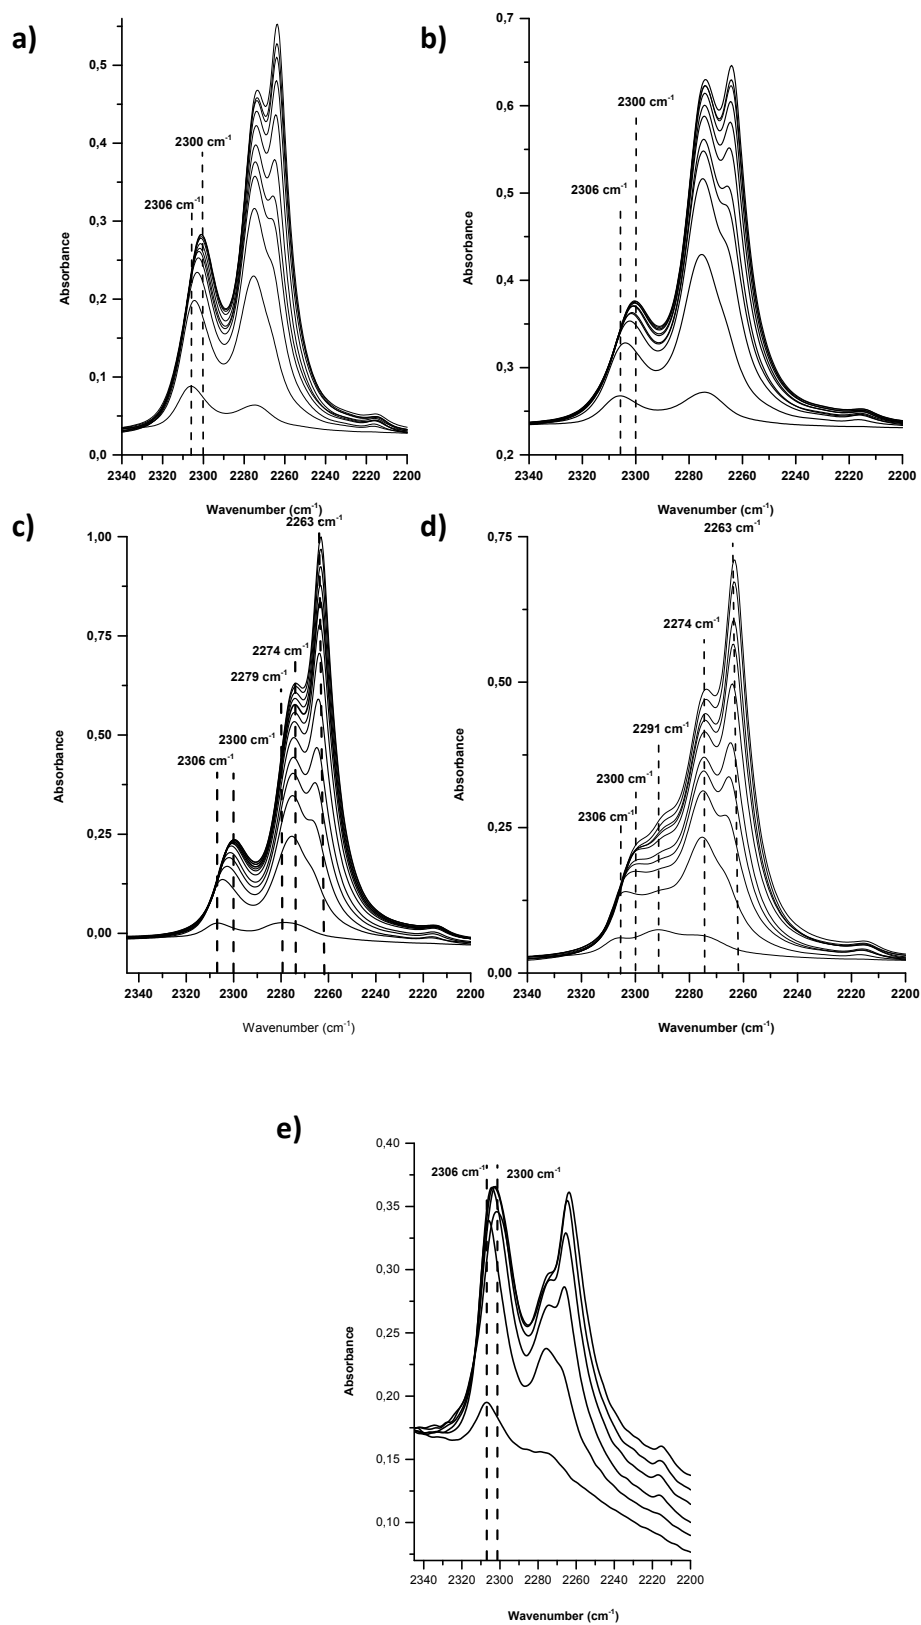 a)
0,5
0,4
0,3
0,2
0,1
0,0
2340 2320 2300 2280 2260 2240 2220 2200
Absorbance
Wavenumber (cm-1)
2300 cm-1
2306 cm-1
b)
0,7
0,6
0,5
0,4
0,3
0,2
2340 2320 2300 2280 2260 2240 2220 2200
Absorbance
Wavenumber (cm-1)
2300 cm-1
2306 cm-1
c)
2263 cm-1
2274 cm-1
2279 cm-1
2300 cm-1
2306 cm-1
1,00
0,75
0,50
0,25
0,00
2340 2320 2300 2280 2260 2240 2220 2200
Absorbance
Wavenumber (cm-1)
d)
2263 cm-1
2274 cm-1
2291 cm-1
2300 cm-1
2306 cm-1
0,75
0,50
0,25
0,00
2340 2320 2300 2280 2260 2240 2220 2200
Absorbance
Wavenumber (cm-1)
e)
2306 cm-1 2300 cm-1
0,40
0,35
0,30
0,25
0,20
0,15
0,10
2340 2320 2300 2280 2260 2240 2220 2200
Absorbance
Wavenumber (cm-1)